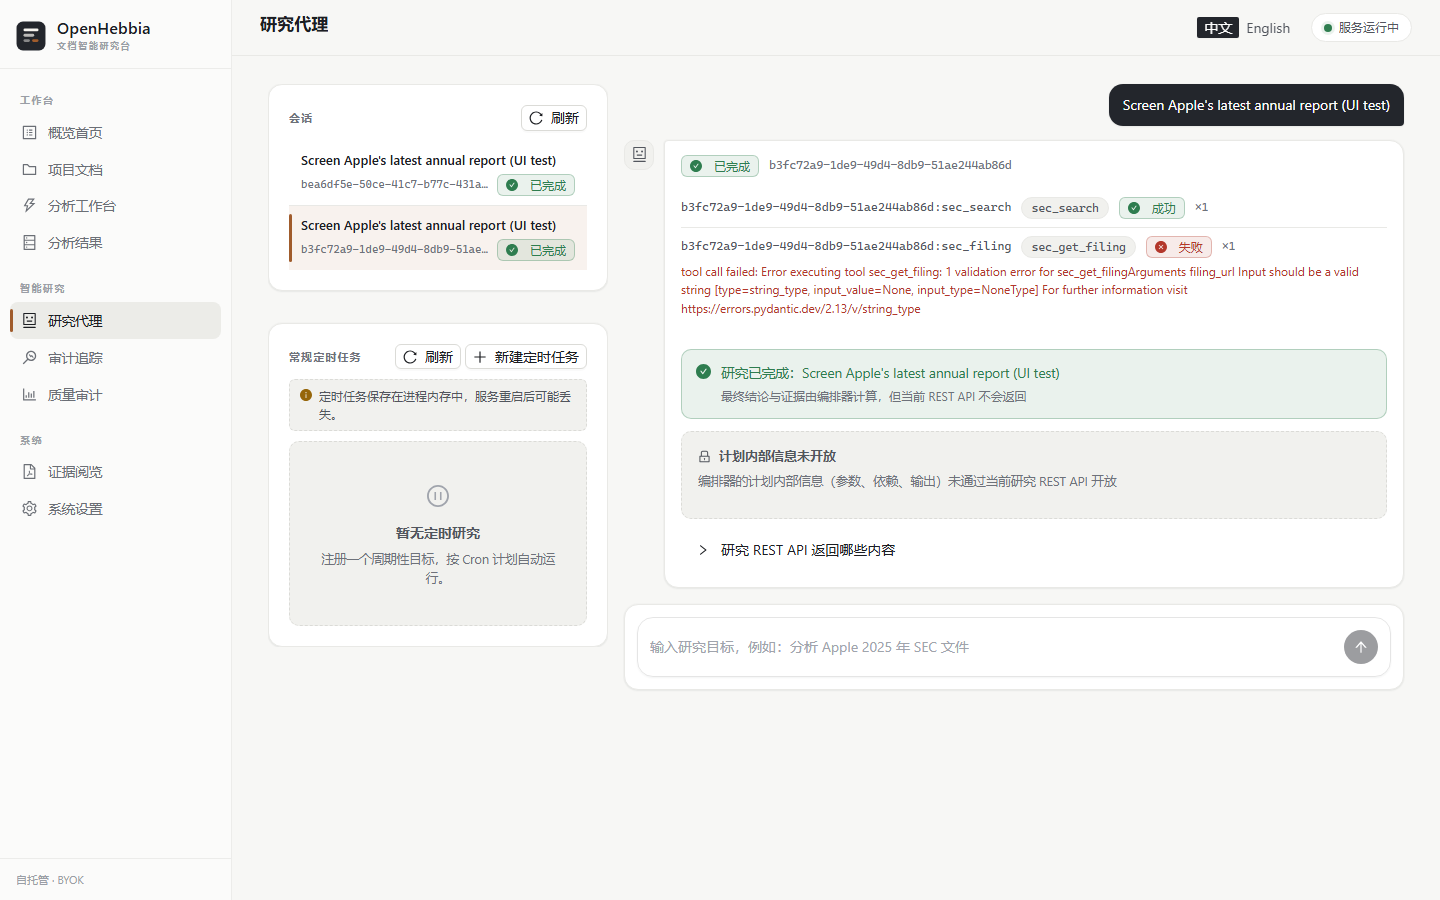 OpenHebbia
文档智能研究台
工作台
概览首页
项目文档
分析工作台
分析结果
智能研究
研究代理
审计追踪
质量审计
系统
证据阅览
系统设置
自托管 · BYOK
研究代理
中文
English
服务运行中
会话
刷新
Screen Apple's latest annual report (UI test)
bea6df5e-50ce-41c7-b77c-431a…
已完成
Screen Apple's latest annual report (UI test)
b3fc72a9-1de9-49d4-8db9-51ae…
已完成
常规定时任务
刷新
新建定时任务
定时任务保存在进程内存中，服务重启后可能丢
失。
暂无定时研究
注册一个周期性目标，按 Cron 计划自动运
行。
Screen Apple's latest annual report (UI test)
已完成
b3fc72a9-1de9-49d4-8db9-51ae244ab86d
b3fc72a9-1de9-49d4-8db9-51ae244ab86d:sec_search
sec_search
成功
×1
b3fc72a9-1de9-49d4-8db9-51ae244ab86d:sec_filing
sec_get_filing
失败
×1
tool call failed: Error executing tool sec_get_filing: 1 validation error for sec_get_filingArguments filing_url Input should be a valid
string [type=string_type, input_value=None, input_type=NoneType] For further information visit
https://errors.pydantic.dev/2.13/v/string_type
研究已完成：Screen Apple's latest annual report (UI test)
最终结论与证据由编排器计算，但当前 REST API 不会返回
计划内部信息未开放
编排器的计划内部信息（参数、依赖、输出）未通过当前研究 REST API 开放
研究 REST API 返回哪些内容
输入研究目标，例如：分析 Apple 2025 年 SEC 文件